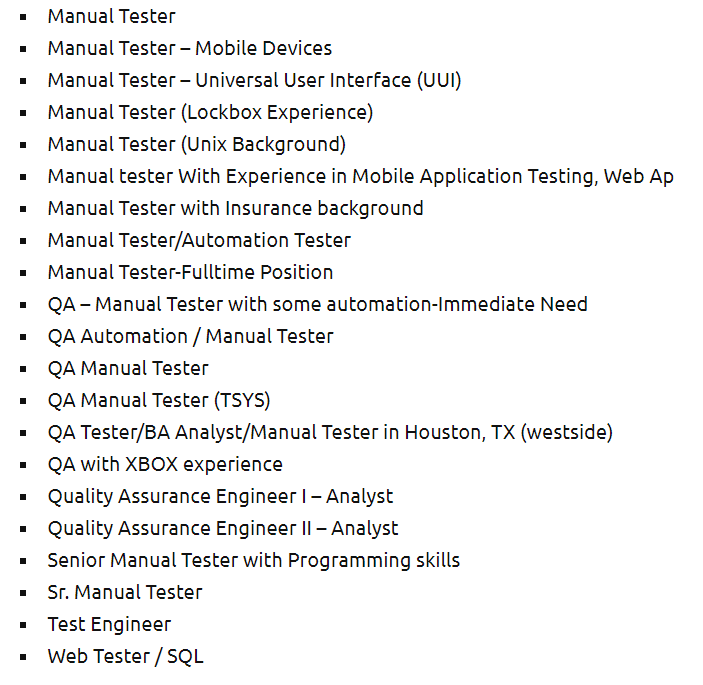 Manual Tester
Manual Tester – Mobile Devices
Manual Tester – Universal User Interface (UUI)
Manual Tester (Lockbox Experience)
Manual Tester (Unix Background)
Manual tester With Experience in Mobile Application Testing, Web Ap
Manual Tester with Insurance background
Manual Tester/Automation Tester
Manual Tester-Fulltime Position
QA – Manual Tester with some automation-Immediate Need
QA Automation / Manual Tester
QA Manual Tester
QA Manual Tester (TSYS)
QA Tester/BA Analyst/Manual Tester in Houston, TX (westside)
QA with XBOX experience
Quality Assurance Engineer I – Analyst
Quality Assurance Engineer II – Analyst
Senior Manual Tester with Programming skills
Sr. Manual Tester
Test Engineer
Web Tester / SQL